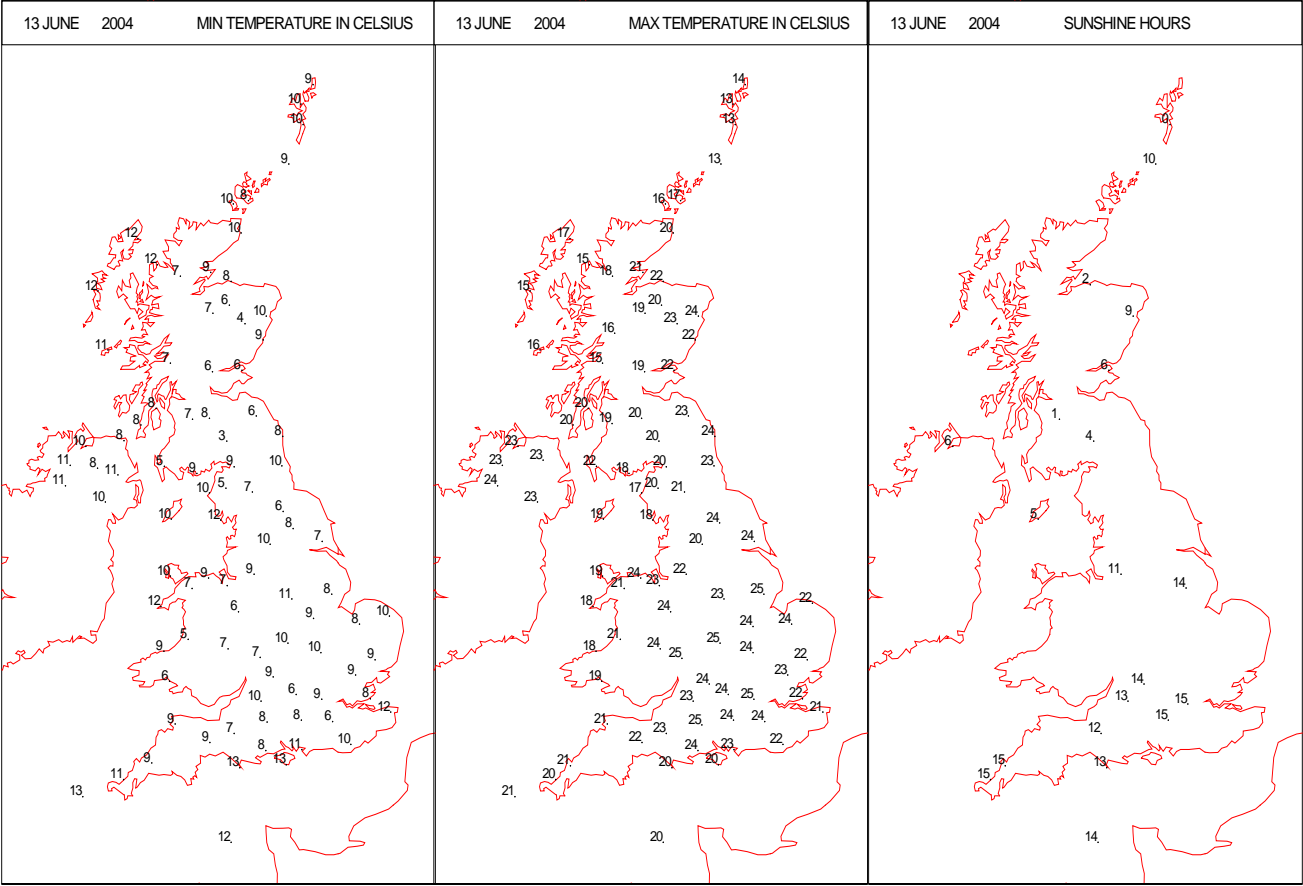 13 JUNE 2004 MIN TEMPERATURE IN CELSIUS
9.
10.
10.
9.
10. 8.
10.
12.
12. 7. 9. 8.
12.
7. 6. 4. 10.
9.
11.
7. 6. 6.
8. 8. 7. 8. 6.
10. 8. 3. 8.
11. 8. 11. 5. 9. 9. 10.
11. 10. 10. 5. 7.
10. 12. 6. 8.
10. 7.
10. 7. 9. 7. 9.
12. 6. 11. 8.
9. 8. 10.
5. 9. 7. 7. 10. 10. 9.
6. 9. 9.
10. 6. 9. 8. 12.
9. 7. 8. 8. 6.
9. 8. 11. 10.
9. 13. 13.
11
13.
12.
13 JUNE 2004 MAX TEMPERATURE IN CELSIUS
14.
13.
13.
13.
16. 17.
20.
17.
15. 18. 21. 22.
15.
19. 20. 23. 24.
16. 22.
16.
15. 19. 22.
20. 20. 19. 20. 23.
23. 20. 24.
23. 23. 22. 18. 20. 23.
24. 23. 17 20. 21.
19. 18. 24.
20. 24.
19. 21. 24. 23. 22.
18. 24. 23. 25. 22.
24. 24.
21. 18. 24. 25. 25. 24. 22.
19. 24. 23.
23. 24. 25. 22. 21.
21. 22. 23. 25. 24. 24.
24. 23. 22.
21. 20. 20.
20.
21.
20.
13 JUNE 2004 SUNSHINE HOURS
0.
10.
2.
9.
6.
1.
6. 4.
5.
11. 14.
14.
13. 15.
12. 15.
15. 13.
15.
14.